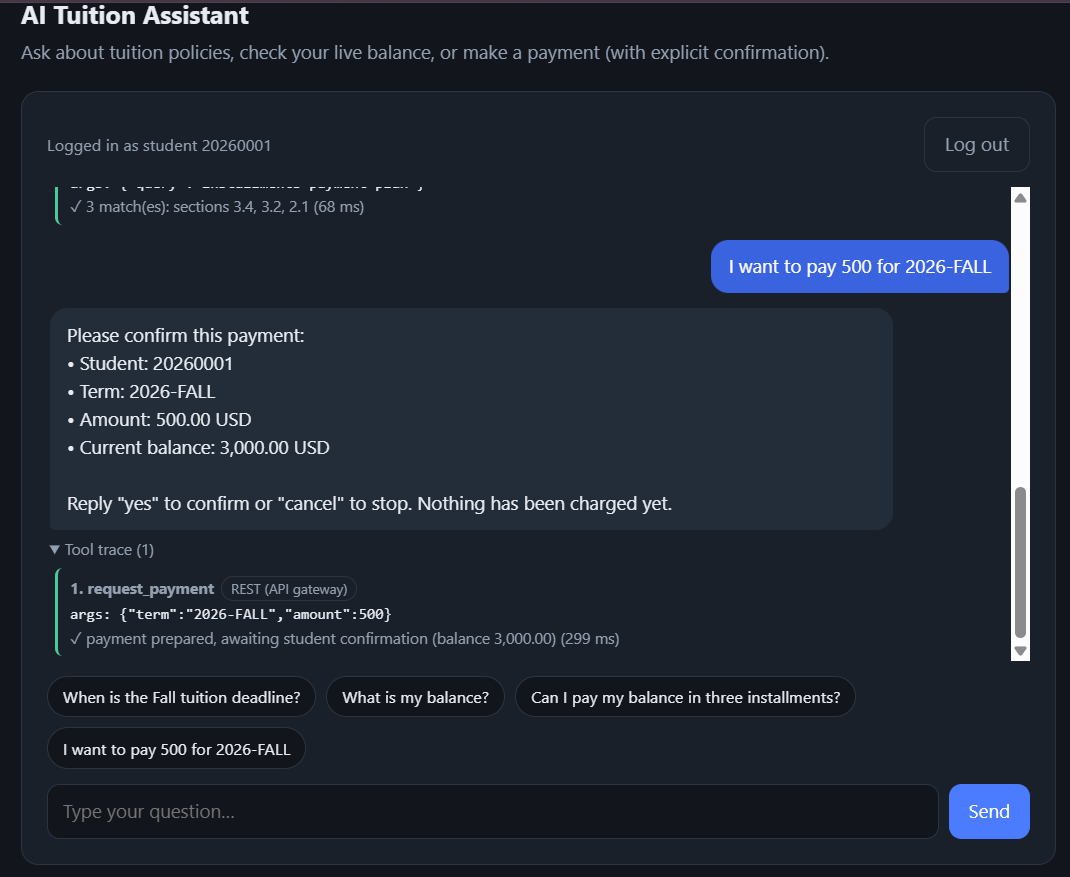 AI Tuition Assistant
Ask about tuition policies, check your live balance, or make a payment (with explicit confirmation).
Logged in as student 20260001
Log out
✓ 3 match(es): sections 3.4, 3.2, 2.1 (68 ms)
I want to pay 500 for 2026-FALL
Please confirm this payment:
• Student: 20260001
• Term: 2026-FALL
• Amount: 500.00 USD
• Current balance: 3,000.00 USD
Reply "yes" to confirm or "cancel" to stop. Nothing has been charged yet.
▼ Tool trace (1)
1. request_payment REST (API gateway)
args: {"term":"2026-FALL","amount":500}
✓ payment prepared, awaiting student confirmation (balance 3,000.00) (299 ms)
When is the Fall tuition deadline? What is my balance? Can I pay my balance in three installments?
I want to pay 500 for 2026-FALL
Type your question...
Send